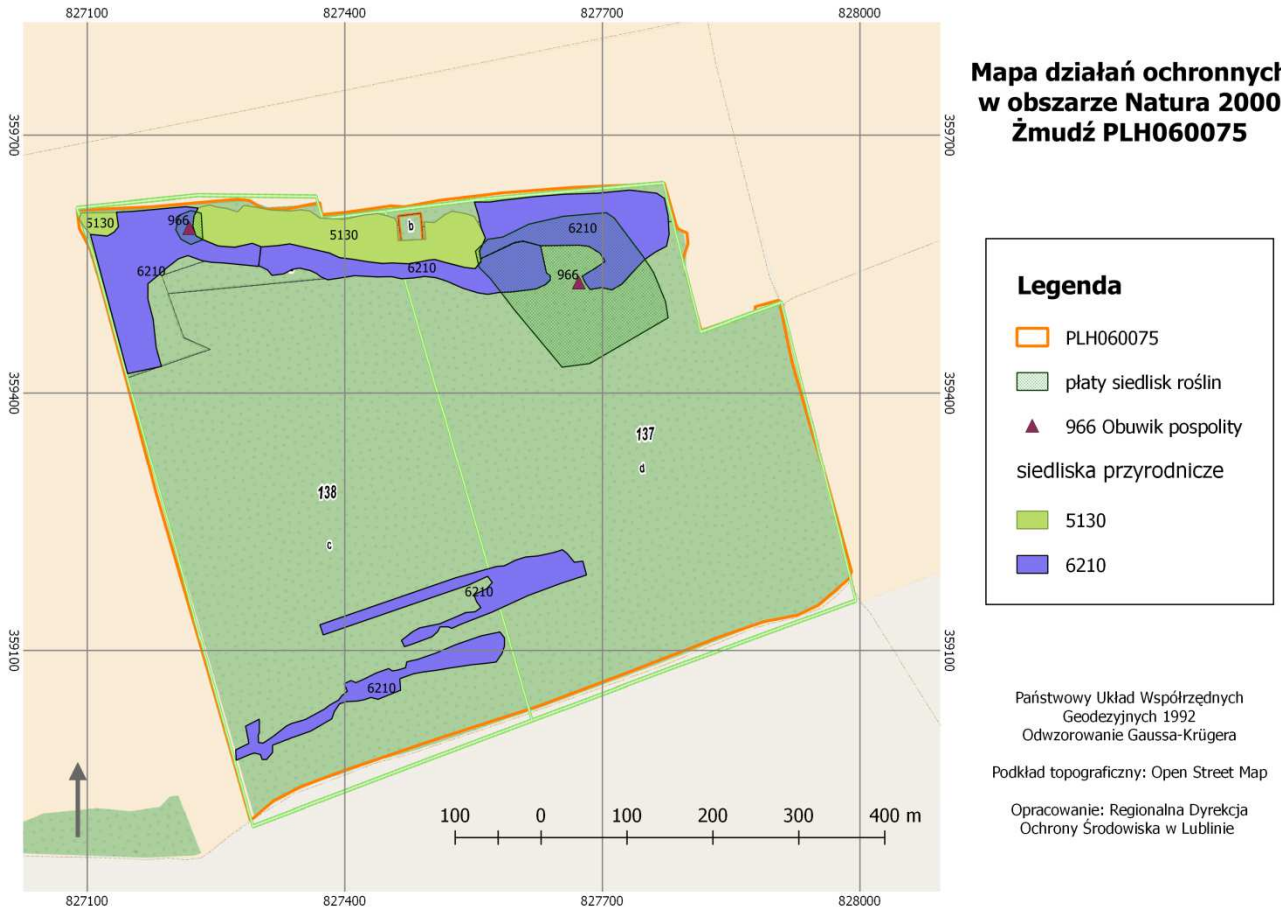 827100
827400
827700
828000
Mapa działań ochronnych
w obszarze Natura 2000
Żmudź PLH060075
359700
359700
5130
966
5130
b
6210
6210
6210
966
Legenda
PLH060075
płaty siedlisk roślin
966 Obuwik pospolity
siedliska przyrodnicze
5130
6210
359400
359400
137
d
138
c
6210
359100
359100
6210
Państwowy Układ Współrzędnych
Geodezyjnych 1992
Odwzorowanie Gaussa-Krügera
Podkład topograficzny: Open Street Map
Opracowanie: Regionalna Dyrekcja
Ochrony Środowiska w Lublinie
100 0 100 200 300 400 m
827100
827400
827700
828000